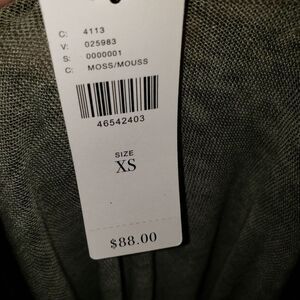 C: 4113
V: 025983
S: 0000001
C: MOSS/MOUSS
46542403
SIZE
XS
$88.00